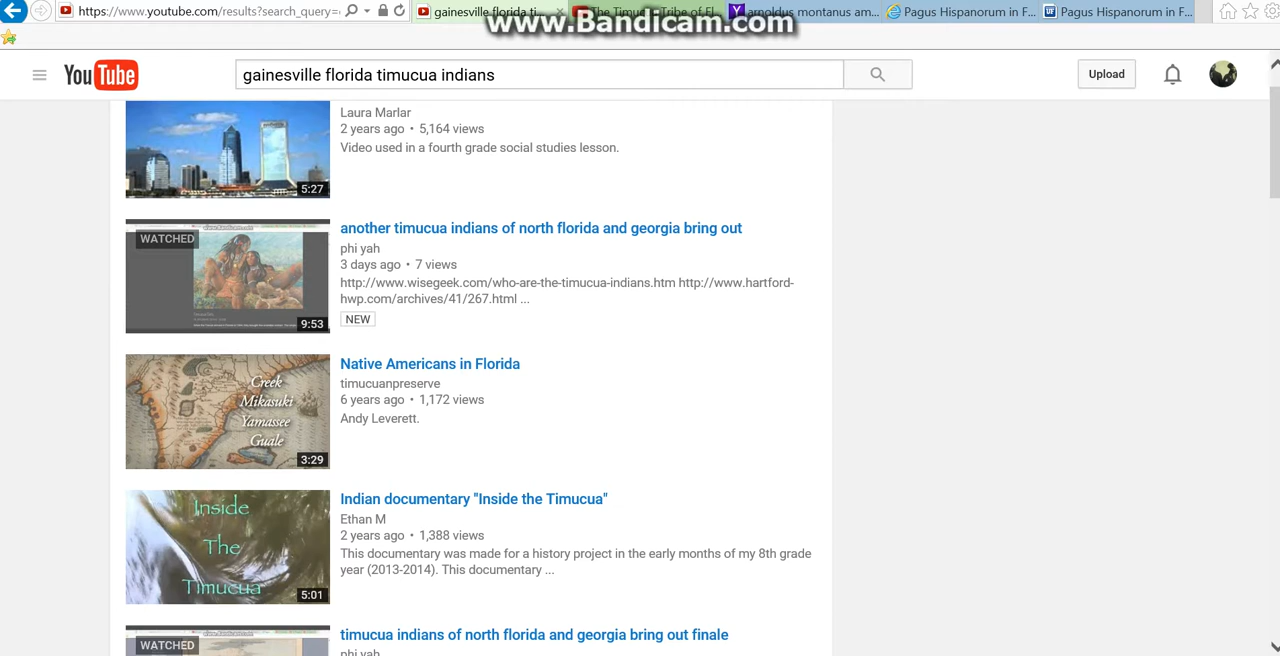 https://www.youtube.com/results?search_query=
gainesville florida ti...
The Timucua Tribe of Fl
arnoldus montanus am...
Pagus Hispanorum in F...
Pagus Hispanorum in F...
www.Bandicam.com
YouTube
gainesville florida timucua indians
Upload
Laura Marlar
2 years ago • 5,164 views
Video used in a fourth grade social studies lesson.
5:27
WATCHED
another timucua indians of north florida and georgia bring out
phi yah
3 days ago • 7 views
http://www.wisegeek.com/who-are-the-timucua-indians.htm http://www.hartford-
hwp.com/archives/41/267.html ...
NEW
9:53
Creek
Mikasuki
Yamassee
Guale
3:29
Native Americans in Florida
timucuanpreserve
6 years ago • 1,172 views
Andy Leverett.
Inside
The
Timucua
5:01
Indian documentary "Inside the Timucua"
Ethan M
2 years ago • 1,388 views
This documentary was made for a history project in the early months of my 8th grade
year (2013-2014). This documentary ...
WATCHED
timucua indians of north florida and georgia bring out finale
phi yah